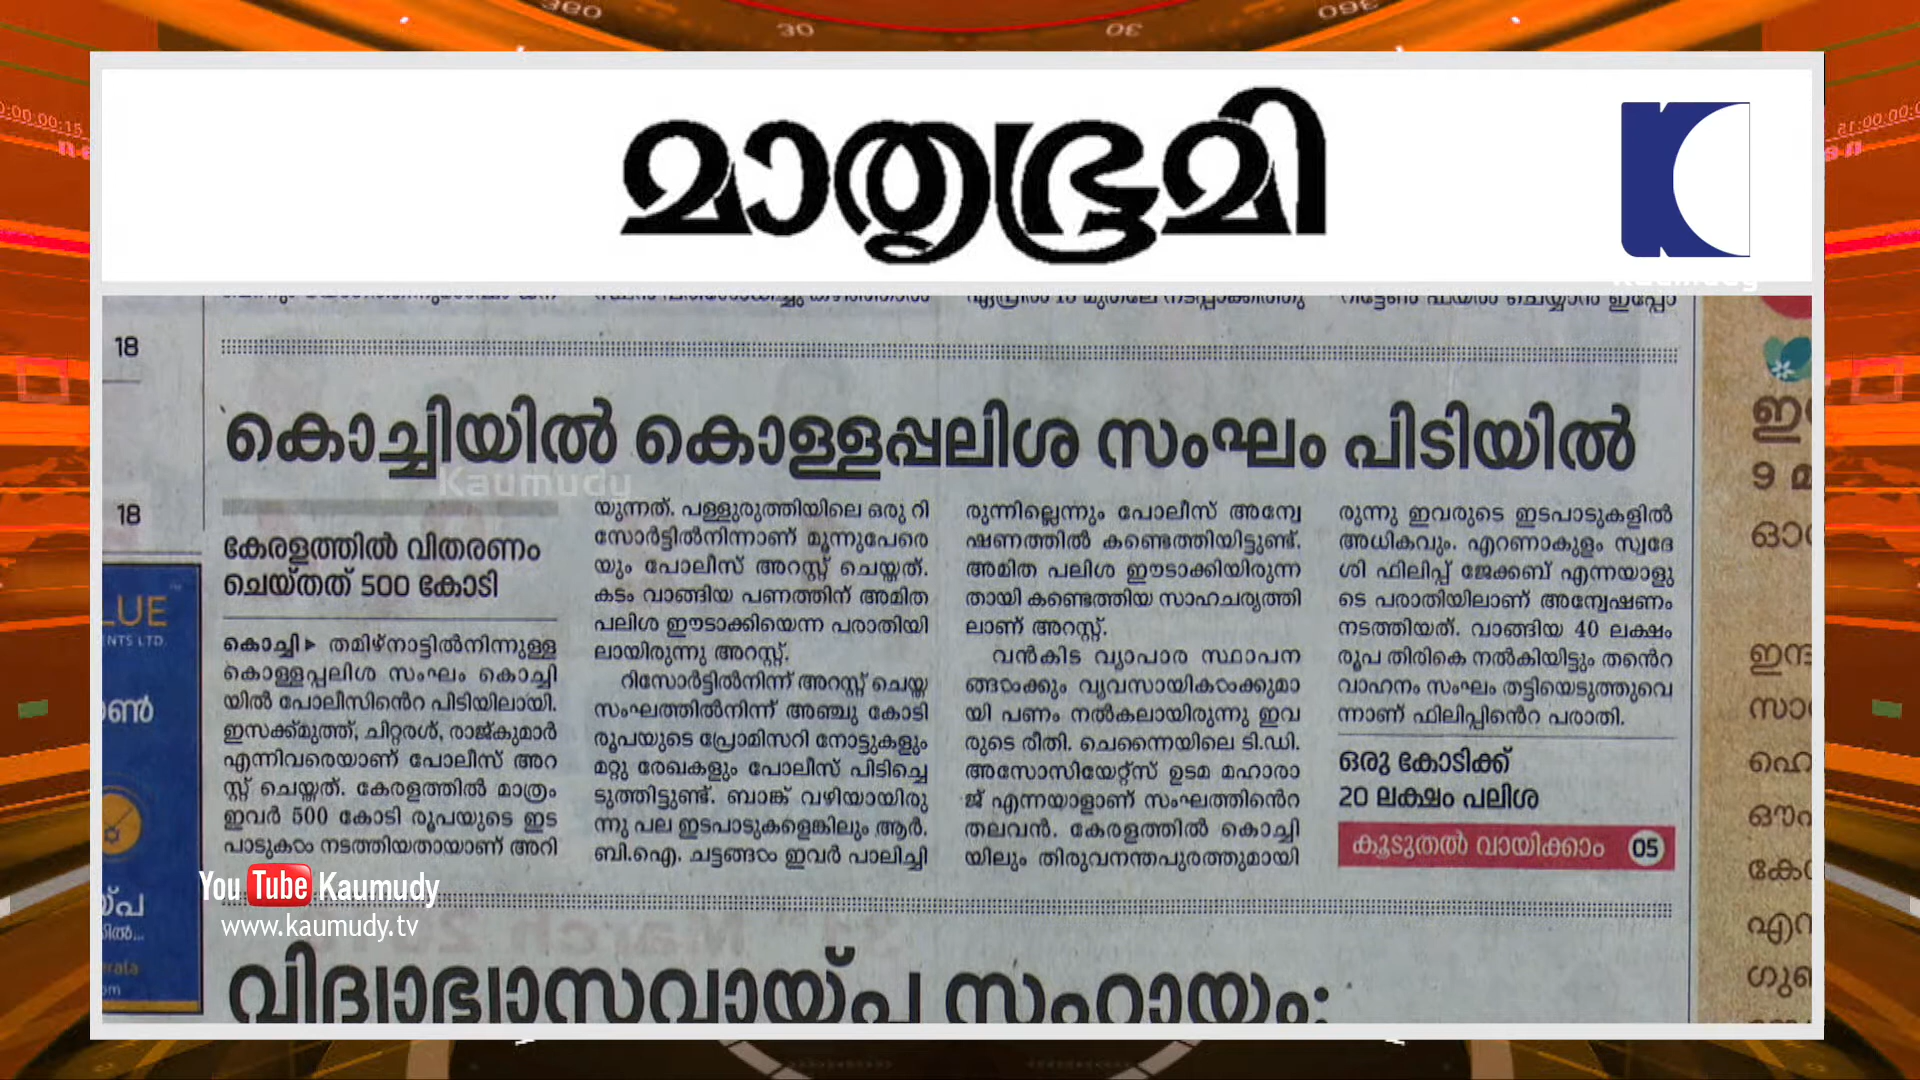 മാതൃഭൂമി
18
18
കൊച്ചിയിൽ കൊള്ളപ്പലിശ സംഘം പിടിയിൽ
Kaumudy
കേരളത്തിൽ വിതരണം
ചെയ്തത് 500 കോടി
കൊച്ചി ▸ തമിഴ്‌നാട്ടിൽനിന്നുള്ള
കൊള്ളപ്പലിശ സംഘം കൊച്ചി
യിൽ പോലീസിന്റെ പിടിയിലായി.
ഇസക്ക്മുത്ത്, ചിറ്ററശ്, രാജ്കുമാർ
എന്നിവരെയാണ് പോലീസ് അറ
സ്റ്റ് ചെയ്തത്. കേരളത്തിൽ മാത്രം
ഇവർ 500 കോടി രൂപയുടെ ഇട
പാടുകൾ നടത്തിയതായാണ് അറി
യുന്നത്. പള്ളുരുത്തിയിലെ ഒരു റി
സോർട്ടിൽനിന്നാണ് മൂന്നുപേരെ
യും പോലീസ് അറസ്റ്റ് ചെയ്തത്.
കടം വാങ്ങിയ പണത്തിന് അമിത
പലിശ ഈടാക്കിയെന്ന പരാതിയി
ലായിരുന്നു അറസ്റ്റ്.
റിസോർട്ടിൽനിന്ന് അറസ്റ്റ് ചെയ്ത
സംഘത്തിൽനിന്ന് അഞ്ചു കോടി
രൂപയുടെ പ്രോമിസറി നോട്ടുകളും
മറ്റു രേഖകളും പോലീസ് പിടിച്ചെ
ടുത്തിട്ടുണ്ട്. ബാങ്ക് വഴിയായിരു
ന്നു പല ഇടപാടുകളെങ്കിലും ആർ.
ബി.ഐ. ചട്ടങ്ങൾ ഇവർ പാലിച്ചി
രുന്നില്ലെന്നും പോലീസ് അന്വേ
ഷണത്തിൽ കണ്ടെത്തിയിട്ടുണ്ട്.
അമിത പലിശ ഈടാക്കിയിരുന്ന
തായി കണ്ടെത്തിയ സാഹചര്യത്തി
ലാണ് അറസ്റ്റ്.
വൻകിട വ്യാപാര സ്ഥാപന
ങ്ങൾക്കും വ്യവസായികൾക്കുമാ
യി പണം നൽകലായിരുന്നു ഇവ
രുടെ രീതി. ചെന്നൈയിലെ ടി.ഡി.
അസോസിയേറ്റ്സ് ഉടമ മഹാരാ
ജ് എന്നയാളാണ് സംഘത്തിന്റെ
തലവൻ. കേരളത്തിൽ കൊച്ചി
യിലും തിരുവനന്തപുരത്തുമായി
രുന്നു ഇവരുടെ ഇടപാടുകളിൽ
അധികവും. എറണാകുളം സ്വദേ
ശി ഫിലിപ്പ് ജേക്കബ് എന്നയാളു
ടെ പരാതിയിലാണ് അന്വേഷണം
നടത്തിയത്. വാങ്ങിയ 40 ലക്ഷം
രൂപ തിരികെ നൽകിയിട്ടും തന്റെ
വാഹനം സംഘം തട്ടിയെടുത്തുവെ
ന്നാണ് ഫിലിപ്പിന്റെ പരാതി.
ഒരു കോടിക്ക്
20 ലക്ഷം പലിശ
കൂടുതൽ വായിക്കാം 05
You Tube Kaumudy
www.kaumudy.tv
വിദ്യാഭ്യാസവായ്പ സഹായം: